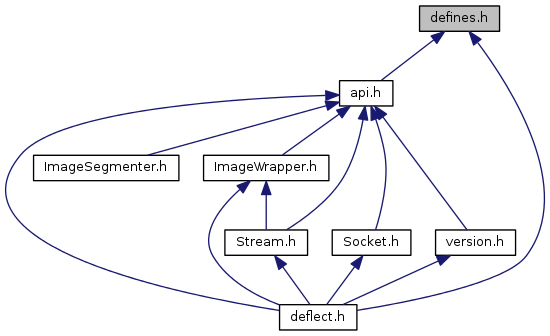 defines.h
api.h
ImageSegmenter.h
ImageWrapper.h
Stream.h
Socket.h
version.h
deflect.h